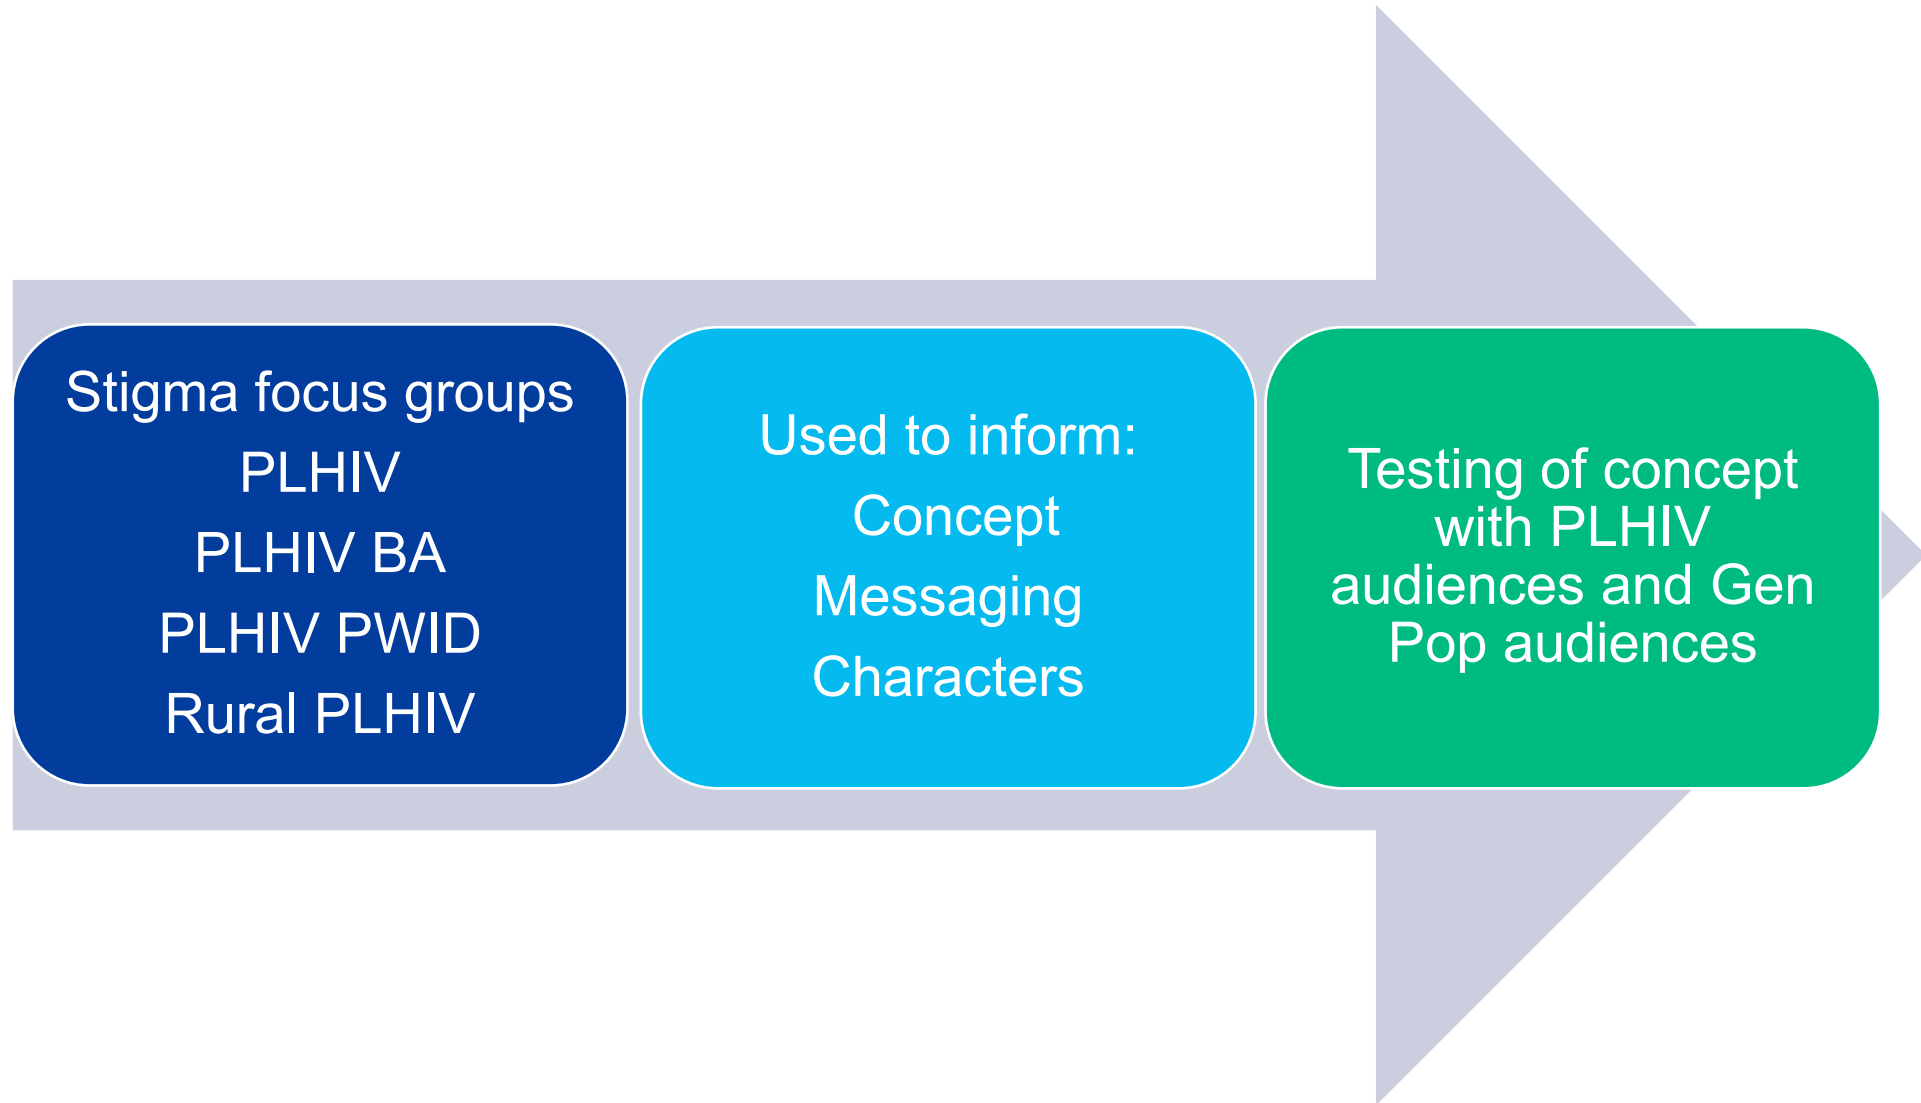 Stigma focus groups
PLHIV
PLHIV BA
PLHIV PWID
Rural PLHIV
Used to inform:
Concept
Messaging
Characters
Testing of concept
with PLHIV
audiences and Gen
Pop audiences